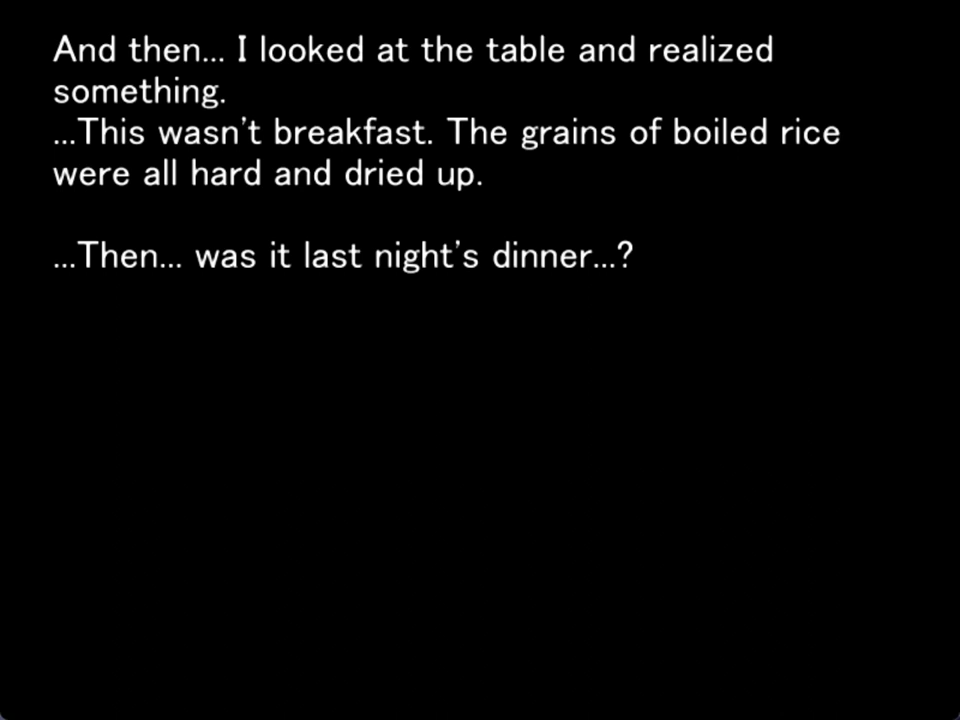 And then... I looked at the table and realized
something.
...This wasn't breakfast. The grains of boiled rice
were all hard and dried up.
...Then... was it last night's dinner...?